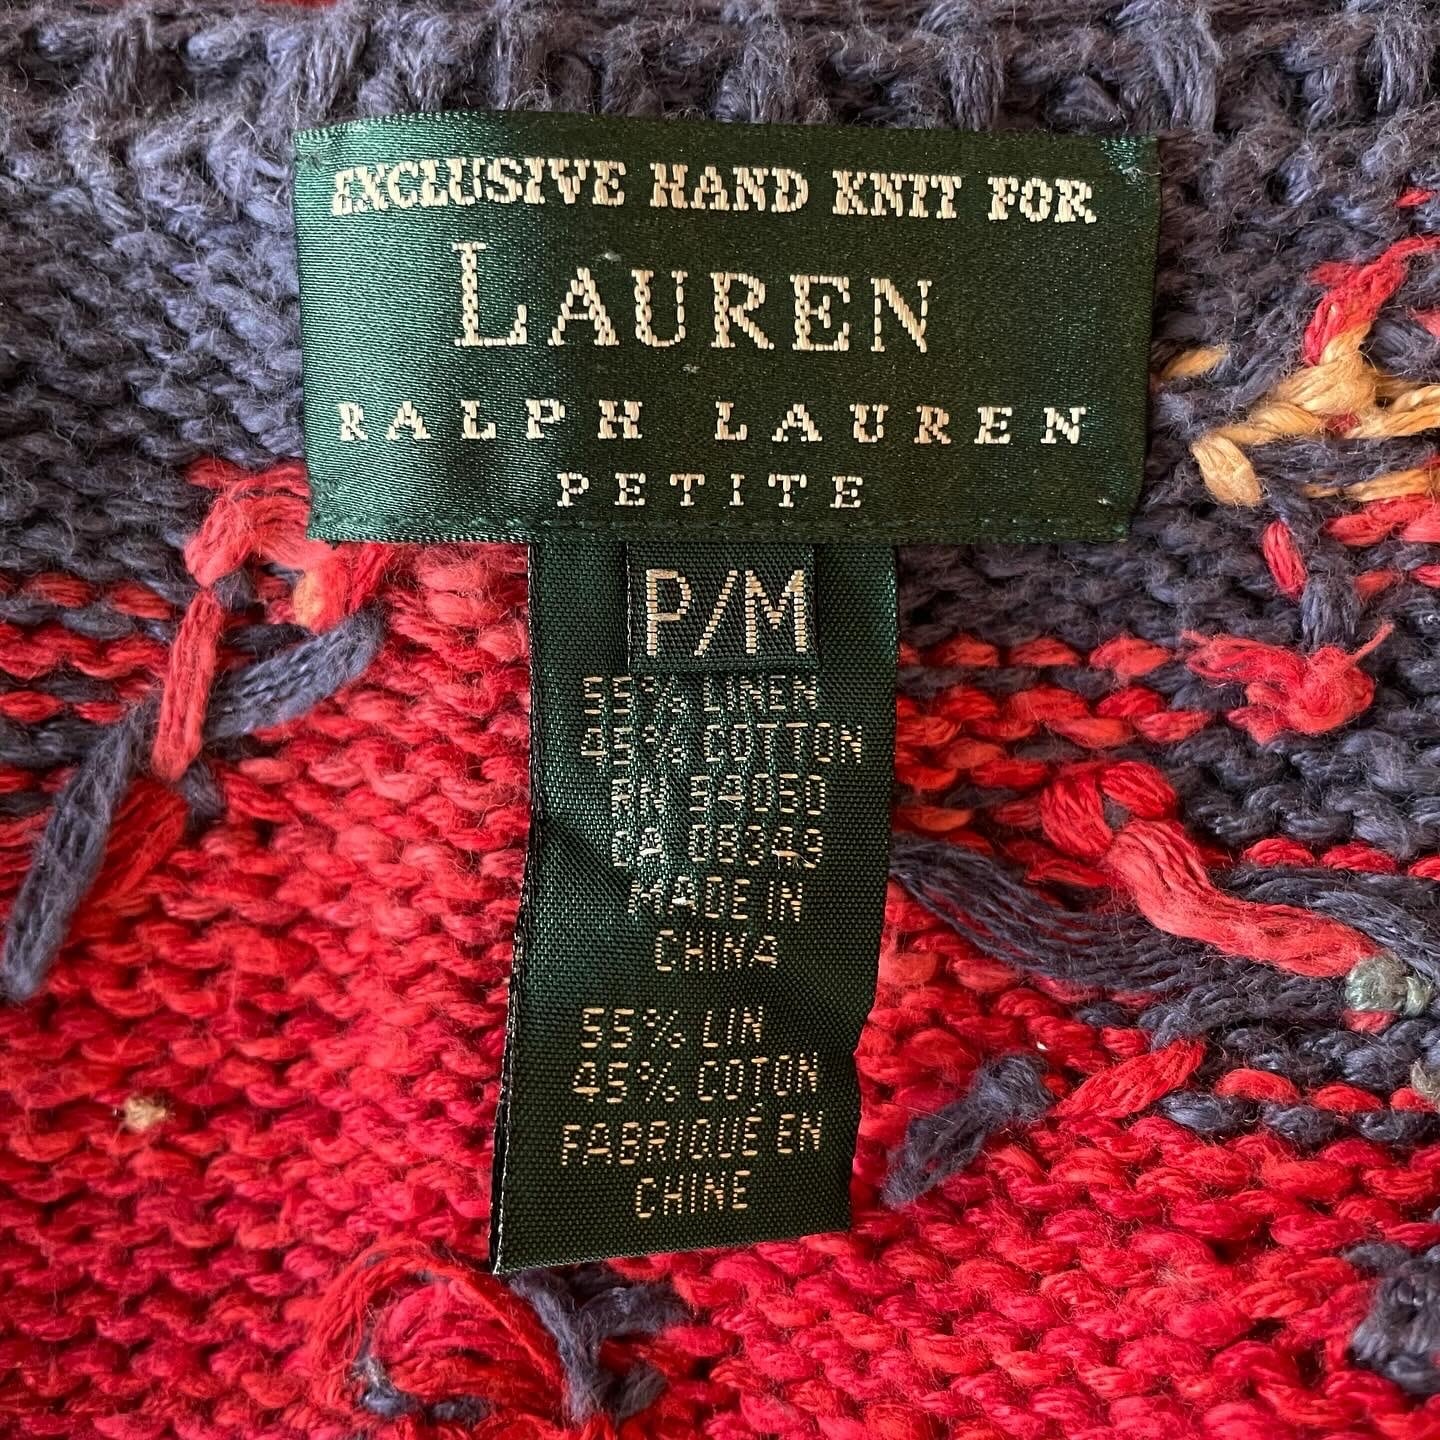 EXCLUSIVE HAND KNIT FOR
LAUREN
RALPH LAUREN
PETITE
P/M
55% LINEN
45% COTTON
RN 54050
CA 08349
MADE IN
CHINA
55% LIN
45% COTON
FABRIQUÉ EN
CHINE